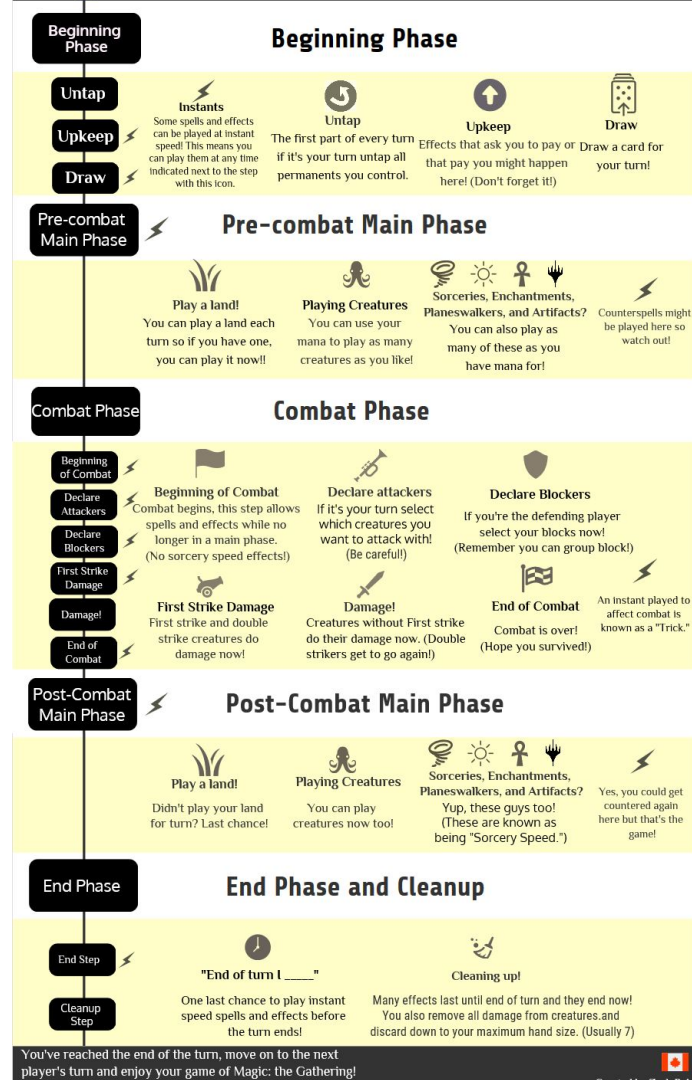 Beginning
Phase
Beginning Phase
Untap
Upkeep
Draw
Instants
Some spells and effects
can be played at instant
speed! This means you
can play them at any time
indicated next to the step
with this icon.
Untap
The first part of every turn
if it's your turn untap all
permanents you control.
Upkeep
Effects that ask you to pay or
that pay you might happen
here! (Don't forget it!)
Draw
Draw a card for
your turn!
Pre-combat
Main Phase
Pre-combat Main Phase
Play a land!
You can play a land each
turn so if you have one,
you can play it now!!
Playing Creatures
You can use your
mana to play as many
creatures as you like!
Sorceries, Enchantments,
Planeswalkers, and Artifacts?
You can also play as
many of these as you
have mana for!
Counterspells might
be played here so
watch out!
Combat Phase
Combat Phase
Beginning
of Combat
Declare
Attackers
Declare
Blockers
First Strike
Damage
Damage!
End of
Combat
Beginning of Combat
Combat begins, this step allows
spells and effects while no
longer in a main phase.
(No sorcery speed effects!)
Declare attackers
If it's your turn select
which creatures you
want to attack with!
(Be careful!)
Declare Blockers
If you're the defending player
select your blocks now!
(Remember you can group block!)
First Strike Damage
First strike and double
strike creatures do
damage now!
Damage!
Creatures without First strike
do their damage now. (Double
strikers get to go again!)
End of Combat
Combat is over!
(Hope you survived!)
An instant played to
affect combat is
known as a "Trick."
Post-Combat
Main Phase
Post-Combat Main Phase
Play a land!
Didn't play your land
for turn? Last chance!
Playing Creatures
You can play
creatures now too!
Sorceries, Enchantments,
Planeswalkers, and Artifacts?
Yup, these guys too!
(These are known as
being "Sorcery Speed.")
Yes, you could get
countered again
here but that's the
game!
End Phase
End Phase and Cleanup
End Step
Cleanup
Step
"End of turn I _____"
One last chance to play instant
speed spells and effects before
the turn ends!
Cleaning up!
Many effects last until end of turn and they end now!
You also remove all damage from creatures.and
discard down to your maximum hand size. (Usually 7)
You've reached the end of the turn, move on to the next
player's turn and enjoy your game of Magic: the Gathering!